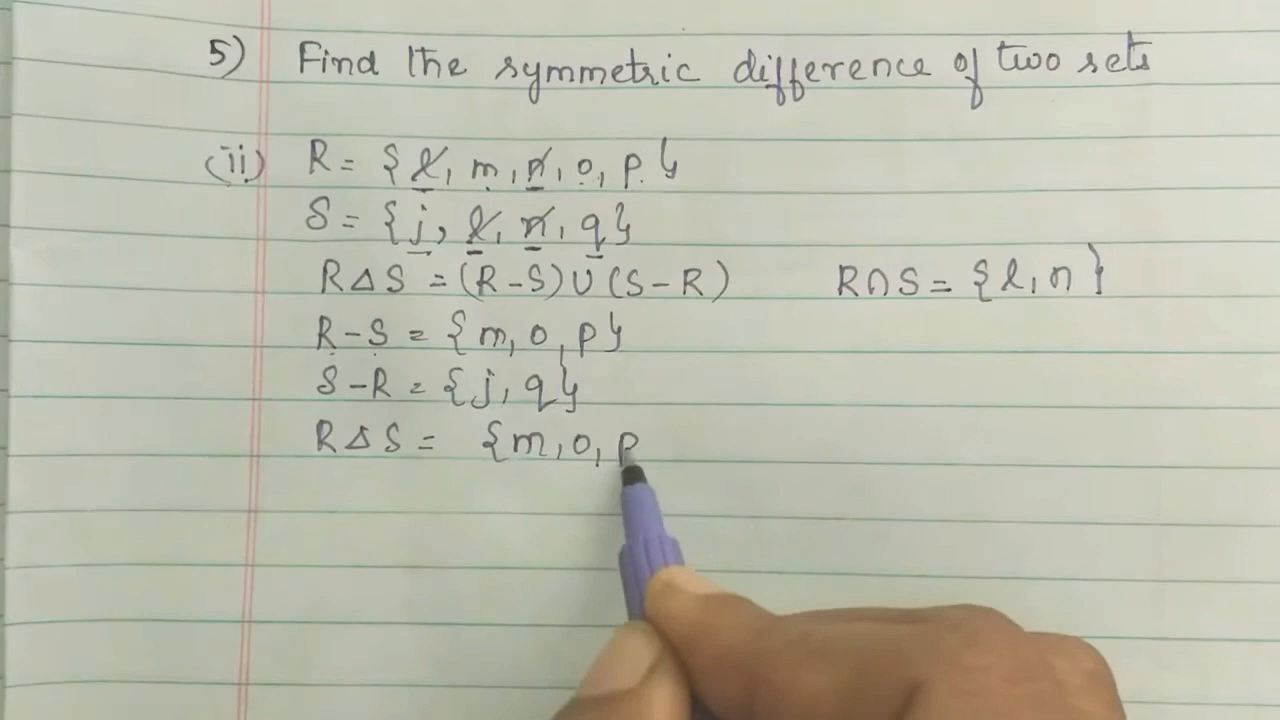 5) Find the symmetric difference of two sets
(ii) R = {l, m, n, o, p}
S = {j, l, n, q}
R Δ S = (R-S) ∪ (S-R) R∩S = {l, n}
R-S = {m, o, p}
S-R = {j, q}
R Δ S = {m, o, p